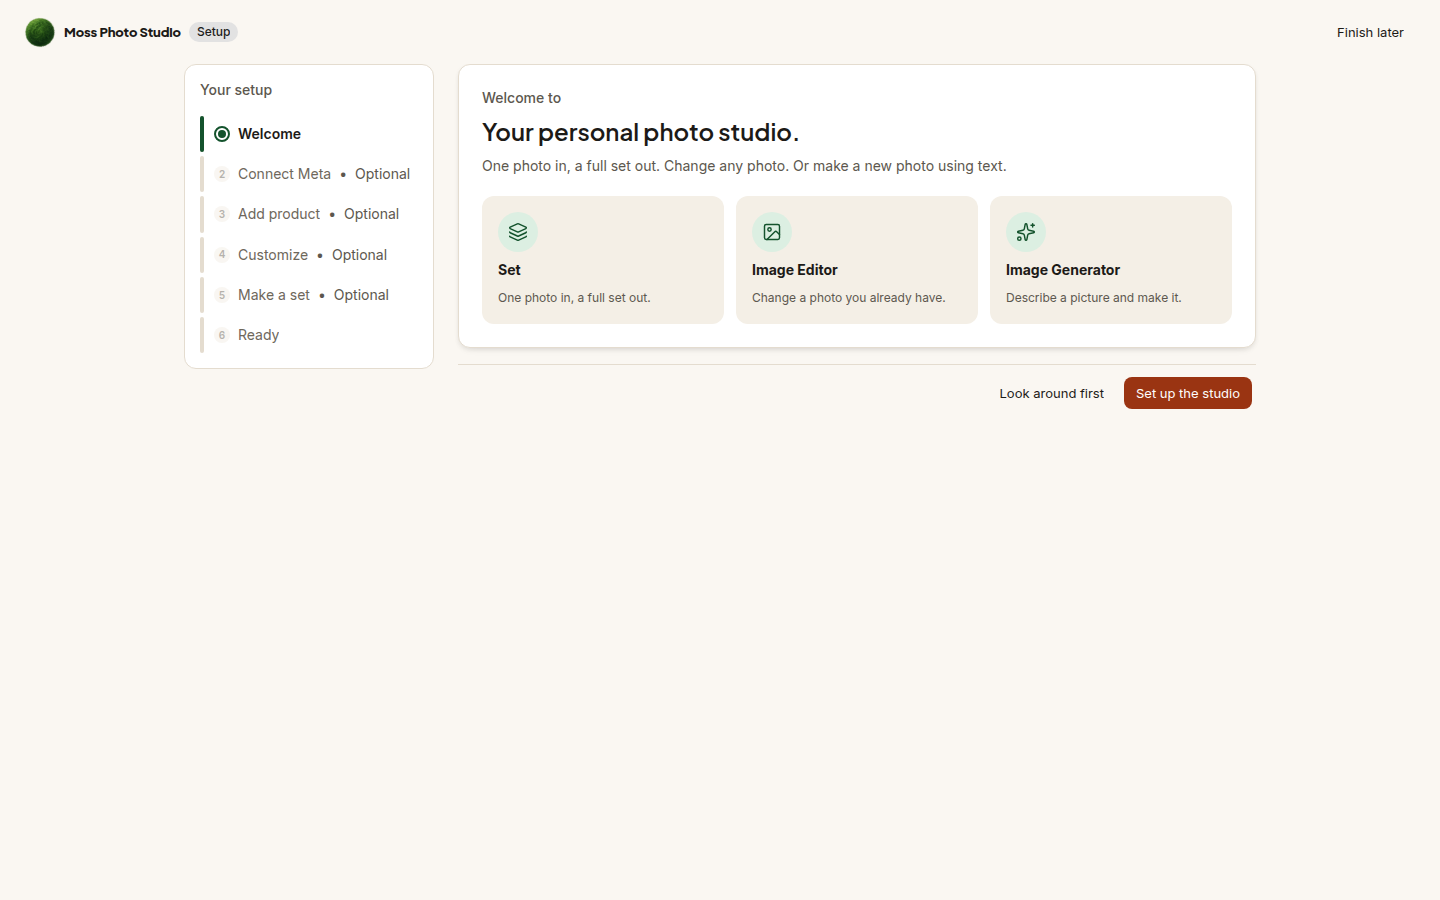 Moss Photo Studio
Setup
Finish later
Your setup
Welcome
2 Connect Meta • Optional
3 Add product • Optional
4 Customize • Optional
5 Make a set • Optional
6 Ready
Welcome to
Your personal photo studio.
One photo in, a full set out. Change any photo. Or make a new photo using text.
Set
One photo in, a full set out.
Image Editor
Change a photo you already have.
Image Generator
Describe a picture and make it.
Look around first
Set up the studio